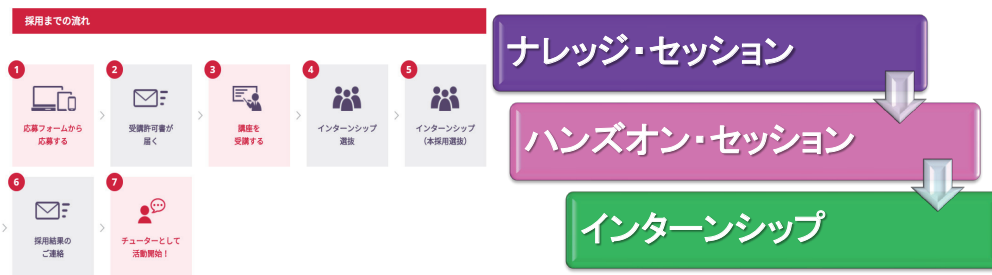 採用までの流れ
1
応募フォームから
応募する
2
受講許可書が
届く
3
講座を
受講する
4
インターンシップ
選抜
5
インターンシップ
（本採用選抜）
6
採用結果の
ご連絡
7
チューターとして
活動開始！
ナレッジ・セッション
ハンズオン・セッション
インターンシップ